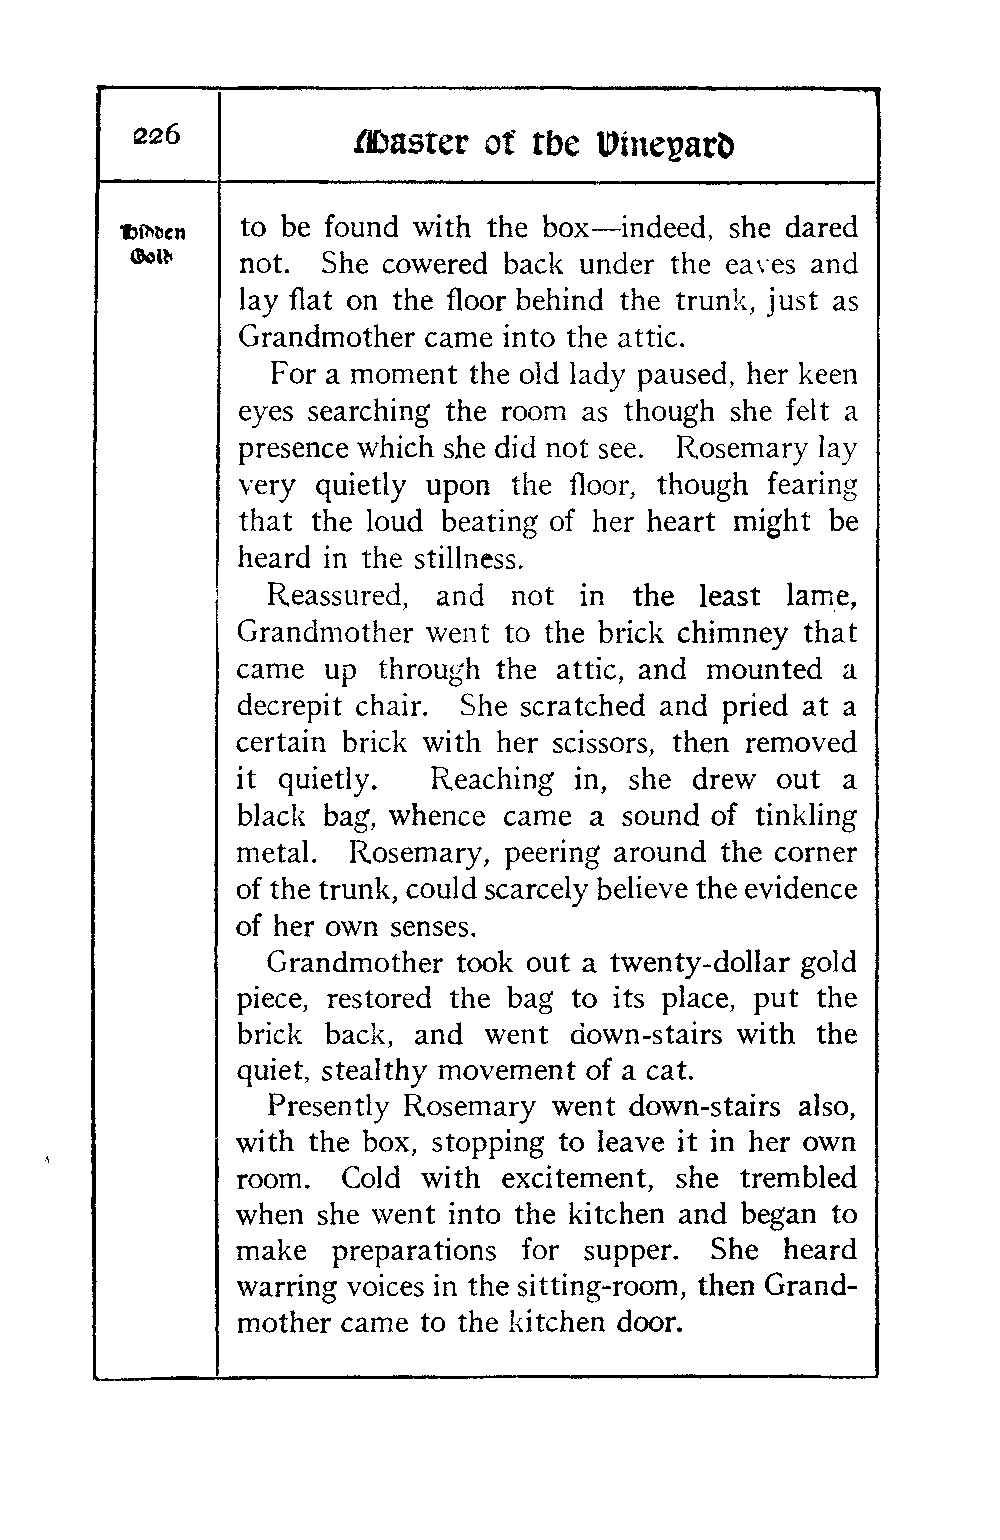 226
Master of the Vineyard
Hidden
Gold
to be found with the box—indeed, she dared
not. She cowered back under the eaves and
lay flat on the floor behind the trunk, just as
Grandmother came into the attic.
For a moment the old lady paused, her keen
eyes searching the room as though she felt a
presence which she did not see. Rosemary lay
very quietly upon the floor, though fearing
that the loud beating of her heart might be
heard in the stillness.
Reassured, and not in the least lame,
Grandmother went to the brick chimney that
came up through the attic, and mounted a
decrepit chair. She scratched and pried at a
certain brick with her scissors, then removed
it quietly. Reaching in, she drew out a
black bag, whence came a sound of tinkling
metal. Rosemary, peering around the corner
of the trunk, could scarcely believe the evidence
of her own senses.
Grandmother took out a twenty-dollar gold
piece, restored the bag to its place, put the
brick back, and went down-stairs with the
quiet, stealthy movement of a cat.
Presently Rosemary went down-stairs also,
with the box, stopping to leave it in her own
room. Cold with excitement, she trembled
when she went into the kitchen and began to
make preparations for supper. She heard
warring voices in the sitting-room, then Grand-
mother came to the kitchen door.